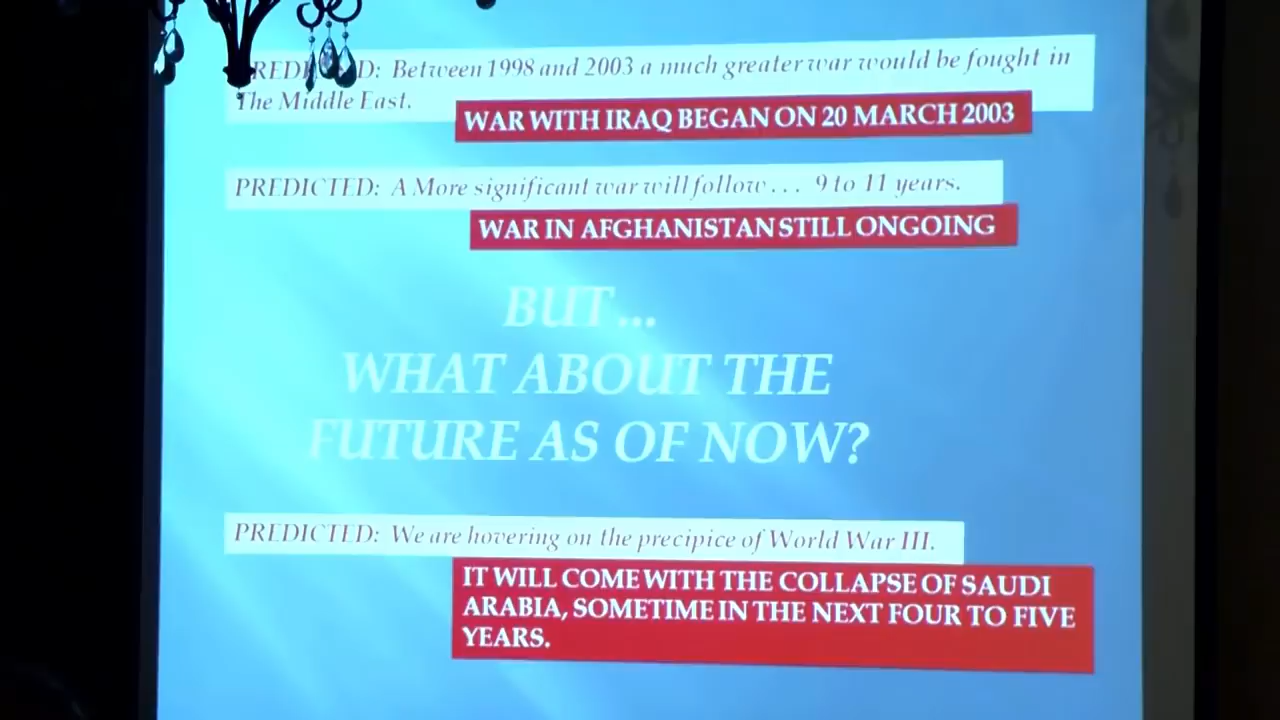 PREDICTED: Between 1998 and 2003 a much greater war would be fought in
The Middle East.
WAR WITH IRAQ BEGAN ON 20 MARCH 2003
PREDICTED: A More significant war will follow . . . 9 to 11 years.
WAR IN AFGHANISTAN STILL ONGOING
BUT ...
WHAT ABOUT THE
FUTURE AS OF NOW?
PREDICTED: We are hovering on the precipice of World War III.
IT WILL COME WITH THE COLLAPSE OF SAUDI
ARABIA, SOMETIME IN THE NEXT FOUR TO FIVE
YEARS.